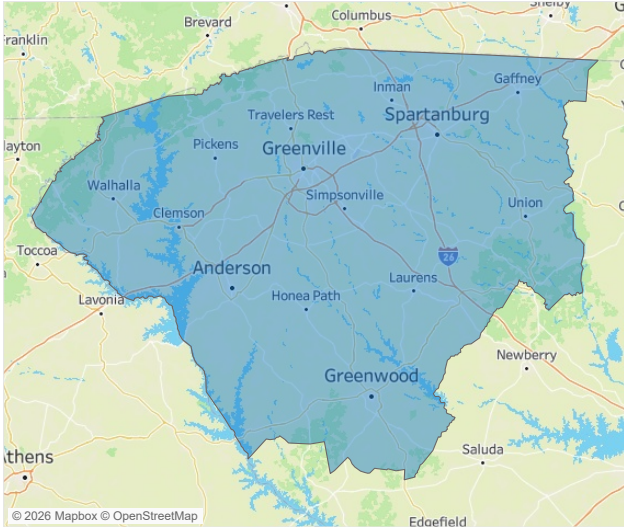 Columbus
Brevard
Franklin
Inman
Gaffney
Travelers Rest
Spartanburg
Pickens
Greenville
Walhalla
Simpsonville
Clemson
Union
Toccoa
26
Anderson
Laurens
Honea Path
Lavonia
Newberry
Greenwood
Saluda
Athens
© 2026 Mapbox © OpenStreetMap
Edgefield